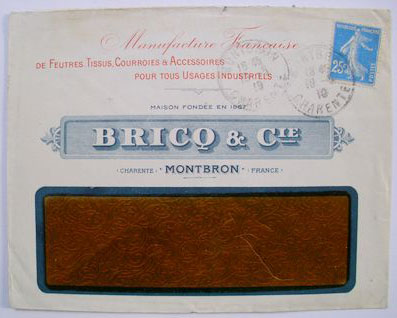 Manufacture Française
DE FEUTRES, TISSUS, COURROIES & ACCESSOIRES
POUR TOUS USAGES INDUSTRIELS
MAISON FONDÉE EN 1867
BRICQ & CIE
CHARENTE MONTBRON FRANCE
25
CHARENTE